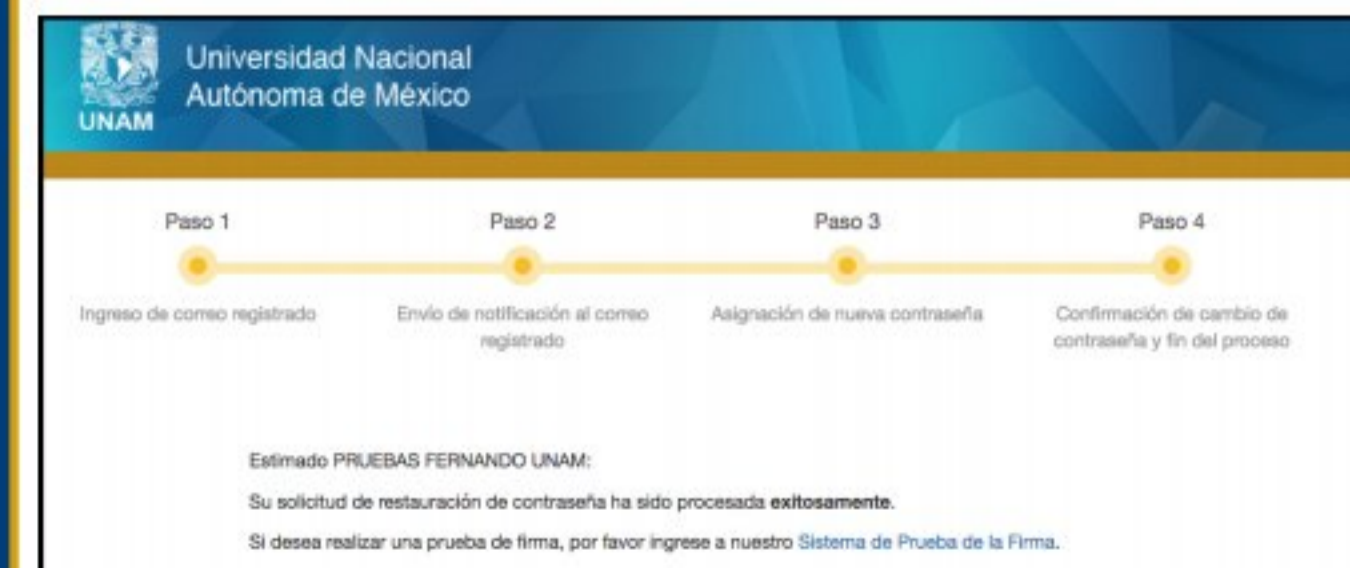 Universidad Nacional
Autónoma de México
UNAM
Paso 1
Paso 2
Paso 3
Paso 4
Ingreso de correo registrado
Envío de notificación al correo
registrado
Asignación de nueva contraseña
Confirmación de cambio de
contraseña y fin del proceso
Estimado PRUEBAS FERNANDO UNAM:
Su solicitud de restauración de contraseña ha sido procesada exitosamente.
Si desea realizar una prueba de firma, por favor ingrese a nuestro Sistema de Prueba de la Firma.